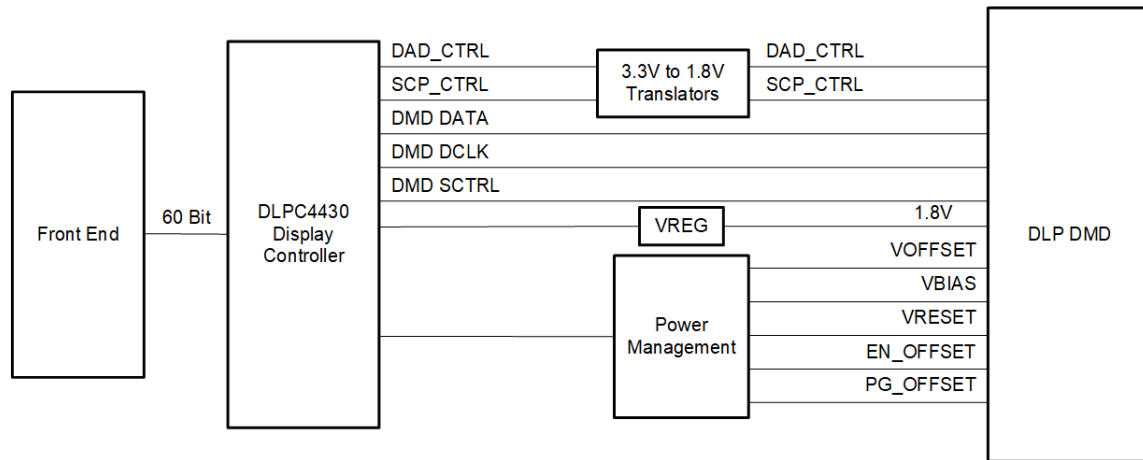 DAD_CTRL
DAD_CTRL
3.3V to 1.8V
Translators
SCP_CTRL
SCP_CTRL
DMD DATA
DMD DCLK
DMD SCTRL
60 Bit
DLPC4430
Display
Controller
Front End
VREG
1.8V
DLP DMD
VOFFSET
VBIAS
Power
Management
VRESET
EN_OFFSET
PG_OFFSET